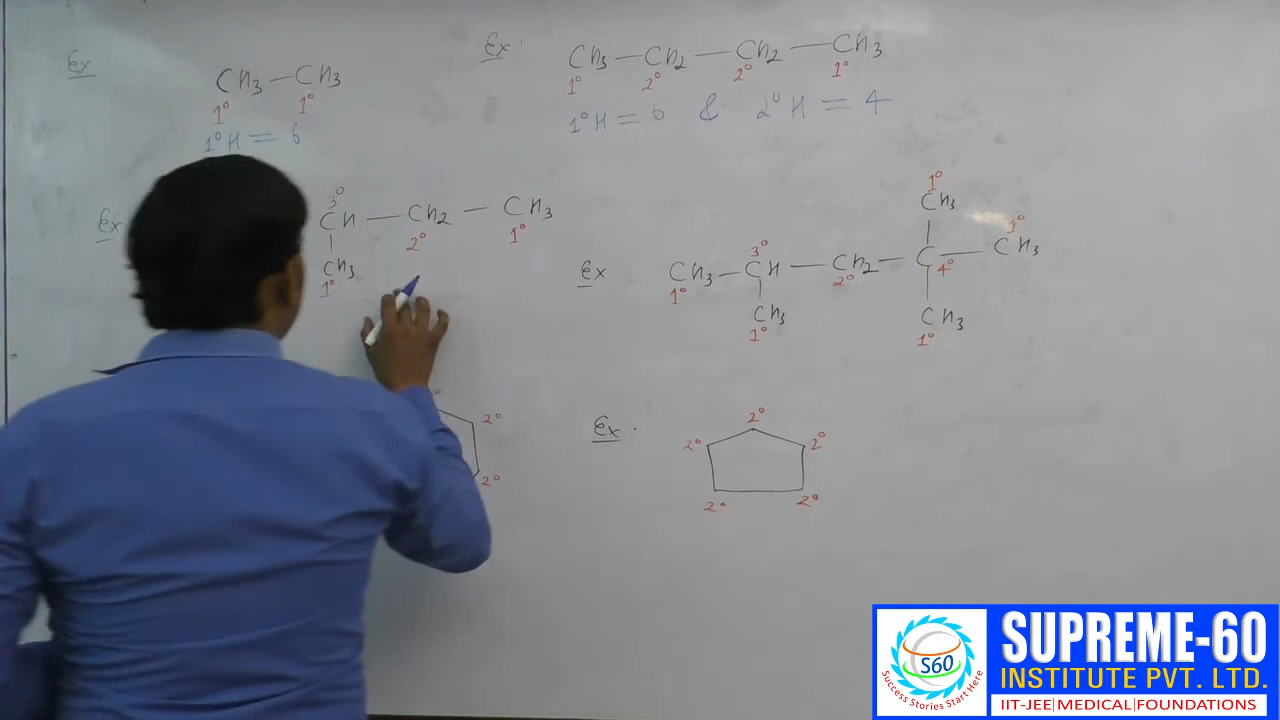 Ex
CH3 — CH3
1° 1°
1°H = 6
Ex.
CH3 — CH2 — CH2 — CH3
1° 2° 2° 1°
1°H = 6 & 2°H = 4
Ex
3°
CH — CH2 — CH3
2° 1°
CH3
1°
Ex
1°
CH3
3° 1°
CH3 — CH — CH2 — C — CH3
1° 2° 4°
CH3 CH3
1° 1°
2°
2°
Ex.
2°
2° 2°
2° 2°
S60
Success Stories Start Here
SUPREME-60
INSTITUTE PVT. LTD.
IIT-JEE|MEDICAL|FOUNDATIONS